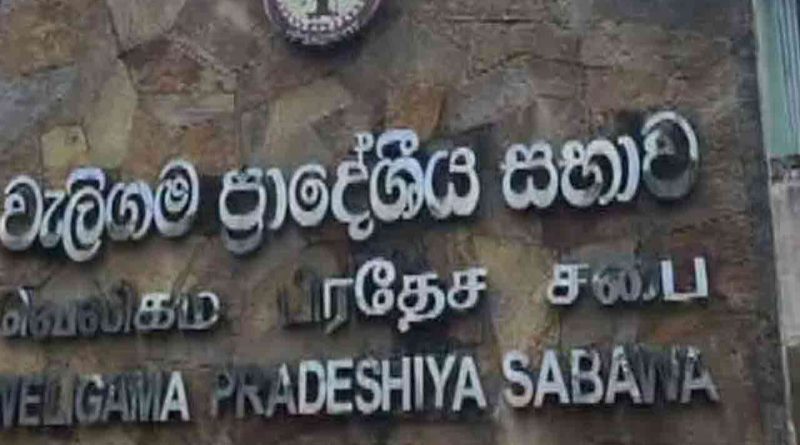 වැලිගම ප්‍රාදේශීය සභාව
வெலிகம பிரதேச சபை
WELIGAMA PRADESHIYA SABAWA